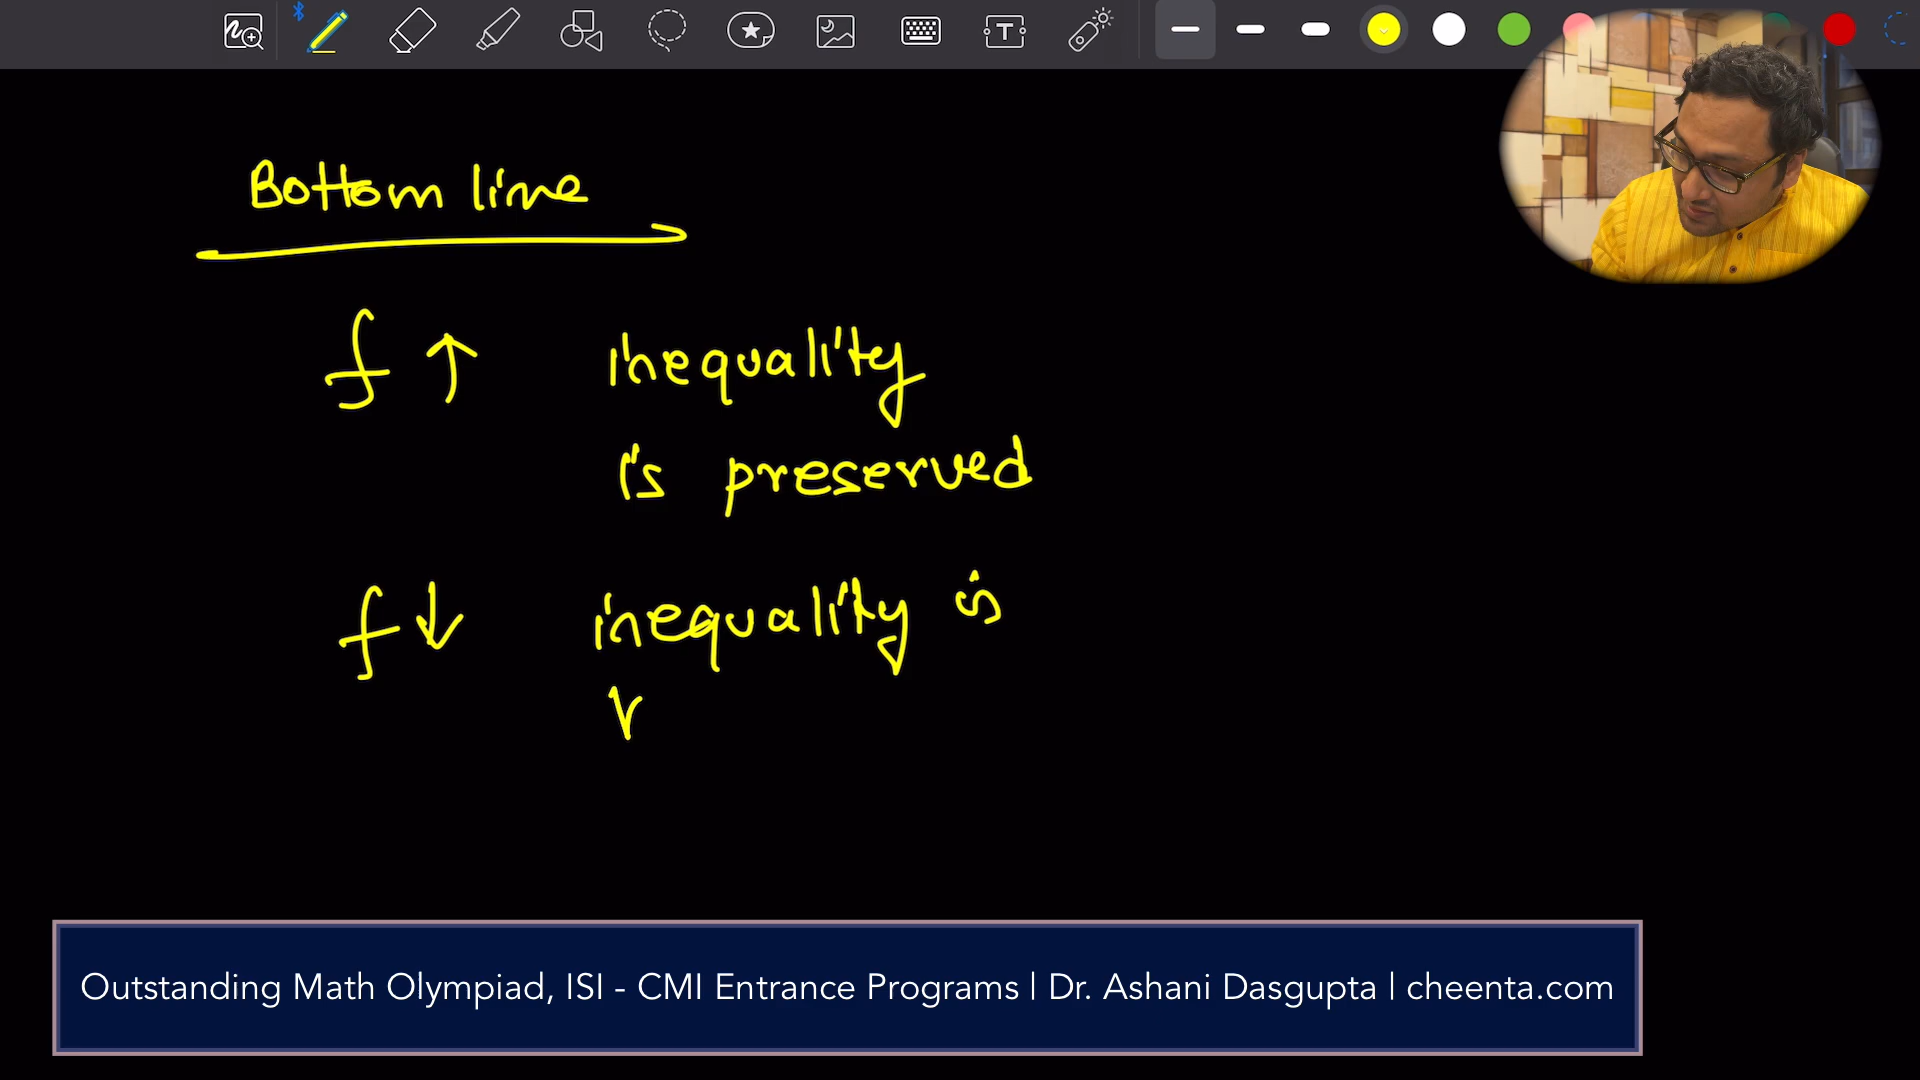 Bottom line
f ↑ inequality
is preserved
f ↓ inequality is
r
Outstanding Math Olympiad, ISI - CMI Entrance Programs | Dr. Ashani Dasgupta | cheenta.com